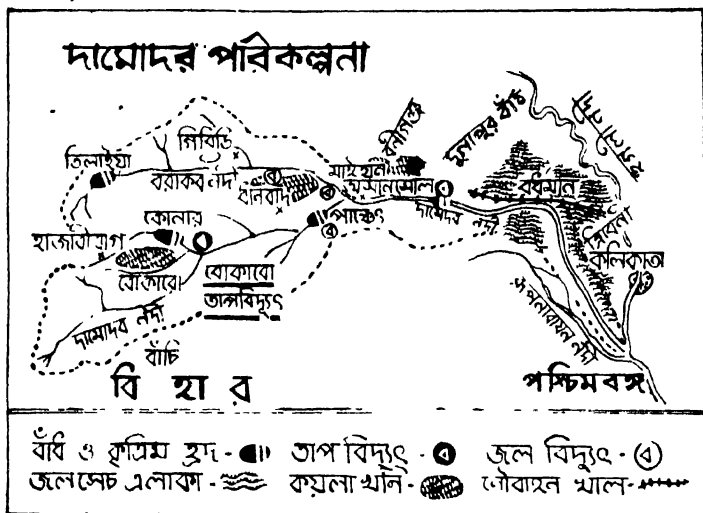 দামোদর পরিকল্পনা
তিলাইয়া
গিরিডি
বরাকর নদী
ধানবাদ
মাইথন
রানীগঞ্জ
আসানসোল
দুর্গাপুর বাঁধ
দামোদর নদী
বর্ধমান
ত্রিবেনী
কলিকাতা
হাজারীবাগ
কোনার
বোকারো
পাঞ্চেৎ
বোকারো
তাপবিদ্যুৎ
দামোদর নদী
রাঁচি
রূপনারায়ন নদী
বিহার
পশ্চিমবঙ্গ
বাঁধ ও কৃত্রিম হ্রদ - তাপ বিদ্যুৎ - জল বিদ্যুৎ -
জলসেচ এলাকা - কয়লা খনি - নৌবাহন খাল -